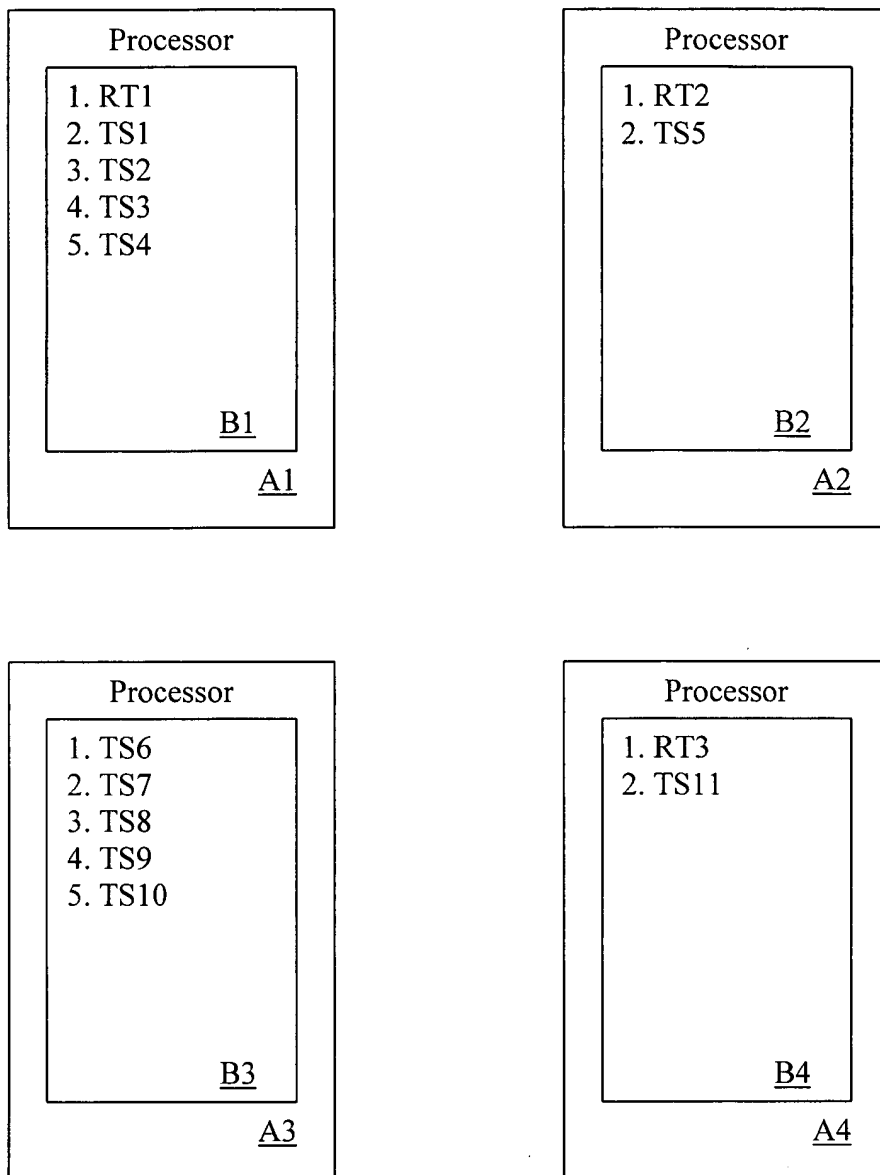 Processor
1. RT1
2. TS1
3. TS2
4. TS3
5. TS4
B1
A1
Processor
1. RT2
2. TS5
B2
A2
Processor
1. TS6
2. TS7
3. TS8
4. TS9
5. TS10
B3
A3
Processor
1. RT3
2. TS11
B4
A4